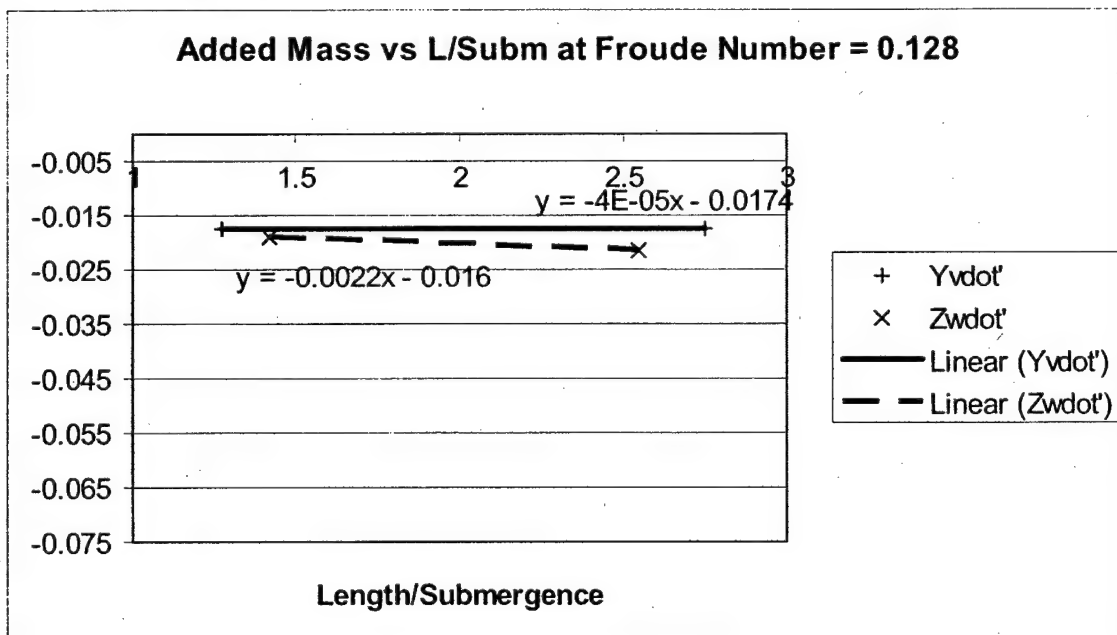 Added Mass vs L/Subm at Froude Number = 0.128
-0.005
1 1.5 2 2.5 3
y = -4E-05x - 0.0174
-0.015
-0.025
y = -0.0022x - 0.016
-0.035
-0.045
-0.055
-0.065
-0.075
Length/Submergence
Yvdot'
Zwdot'
Linear (Yvdot')
Linear (Zwdot')